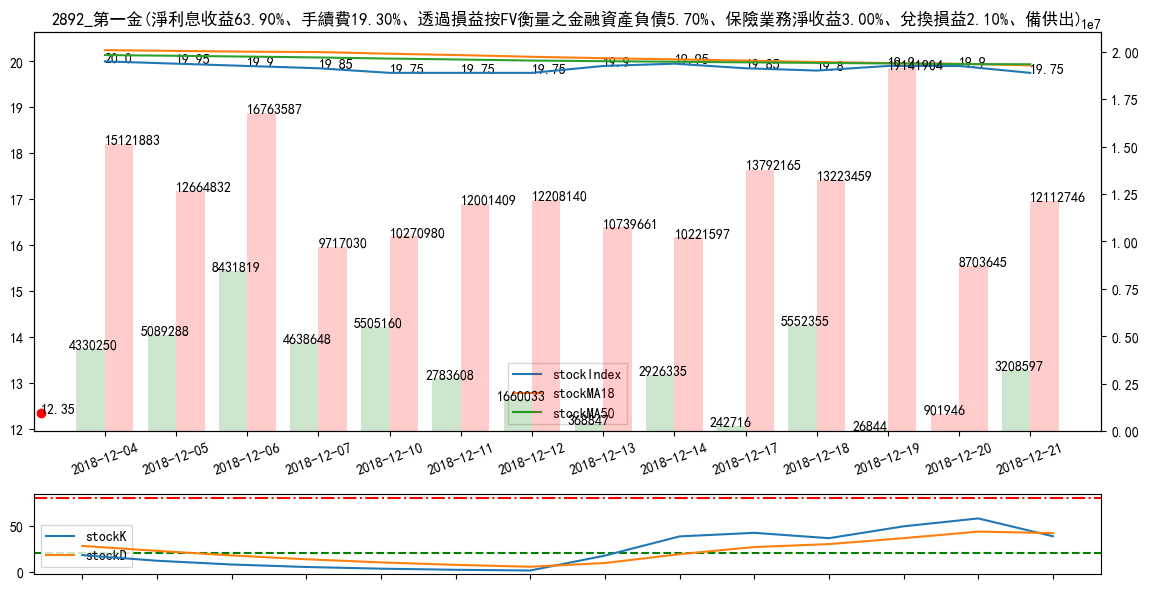 2892_第一金(淨利息收益63.90%、手續費19.30%、透過損益按FV衡量之金融資產負債5.70%、保險業務淨收益3.00%、兌換損益2.10%、備供出)
1e7
20.0 19.95 19.9 19.85 19.75 19.75 19.75 19.9 19.95 19.85 19.8 19.9 19.9 19.75
15121883 12664832 16763587 9717030 10270980 12001409 12208140 10739661 10221597 13792165 13223459 19141904 8703645 12112746
4330250 5089288 8431819 4638648 5505160 2783608 1660033 368847 2926335 242716 5552355 26844 901946 3208597
12.35
20
19
18
17
16
15
14
13
12
2.00
1.75
1.50
1.25
1.00
0.75
0.50
0.25
0.00
stockIndex
stockMA18
stockMA50
2018-12-04 2018-12-05 2018-12-06 2018-12-07 2018-12-10 2018-12-11 2018-12-12 2018-12-13 2018-12-14 2018-12-17 2018-12-18 2018-12-19 2018-12-20 2018-12-21
50
0
stockK
stockD